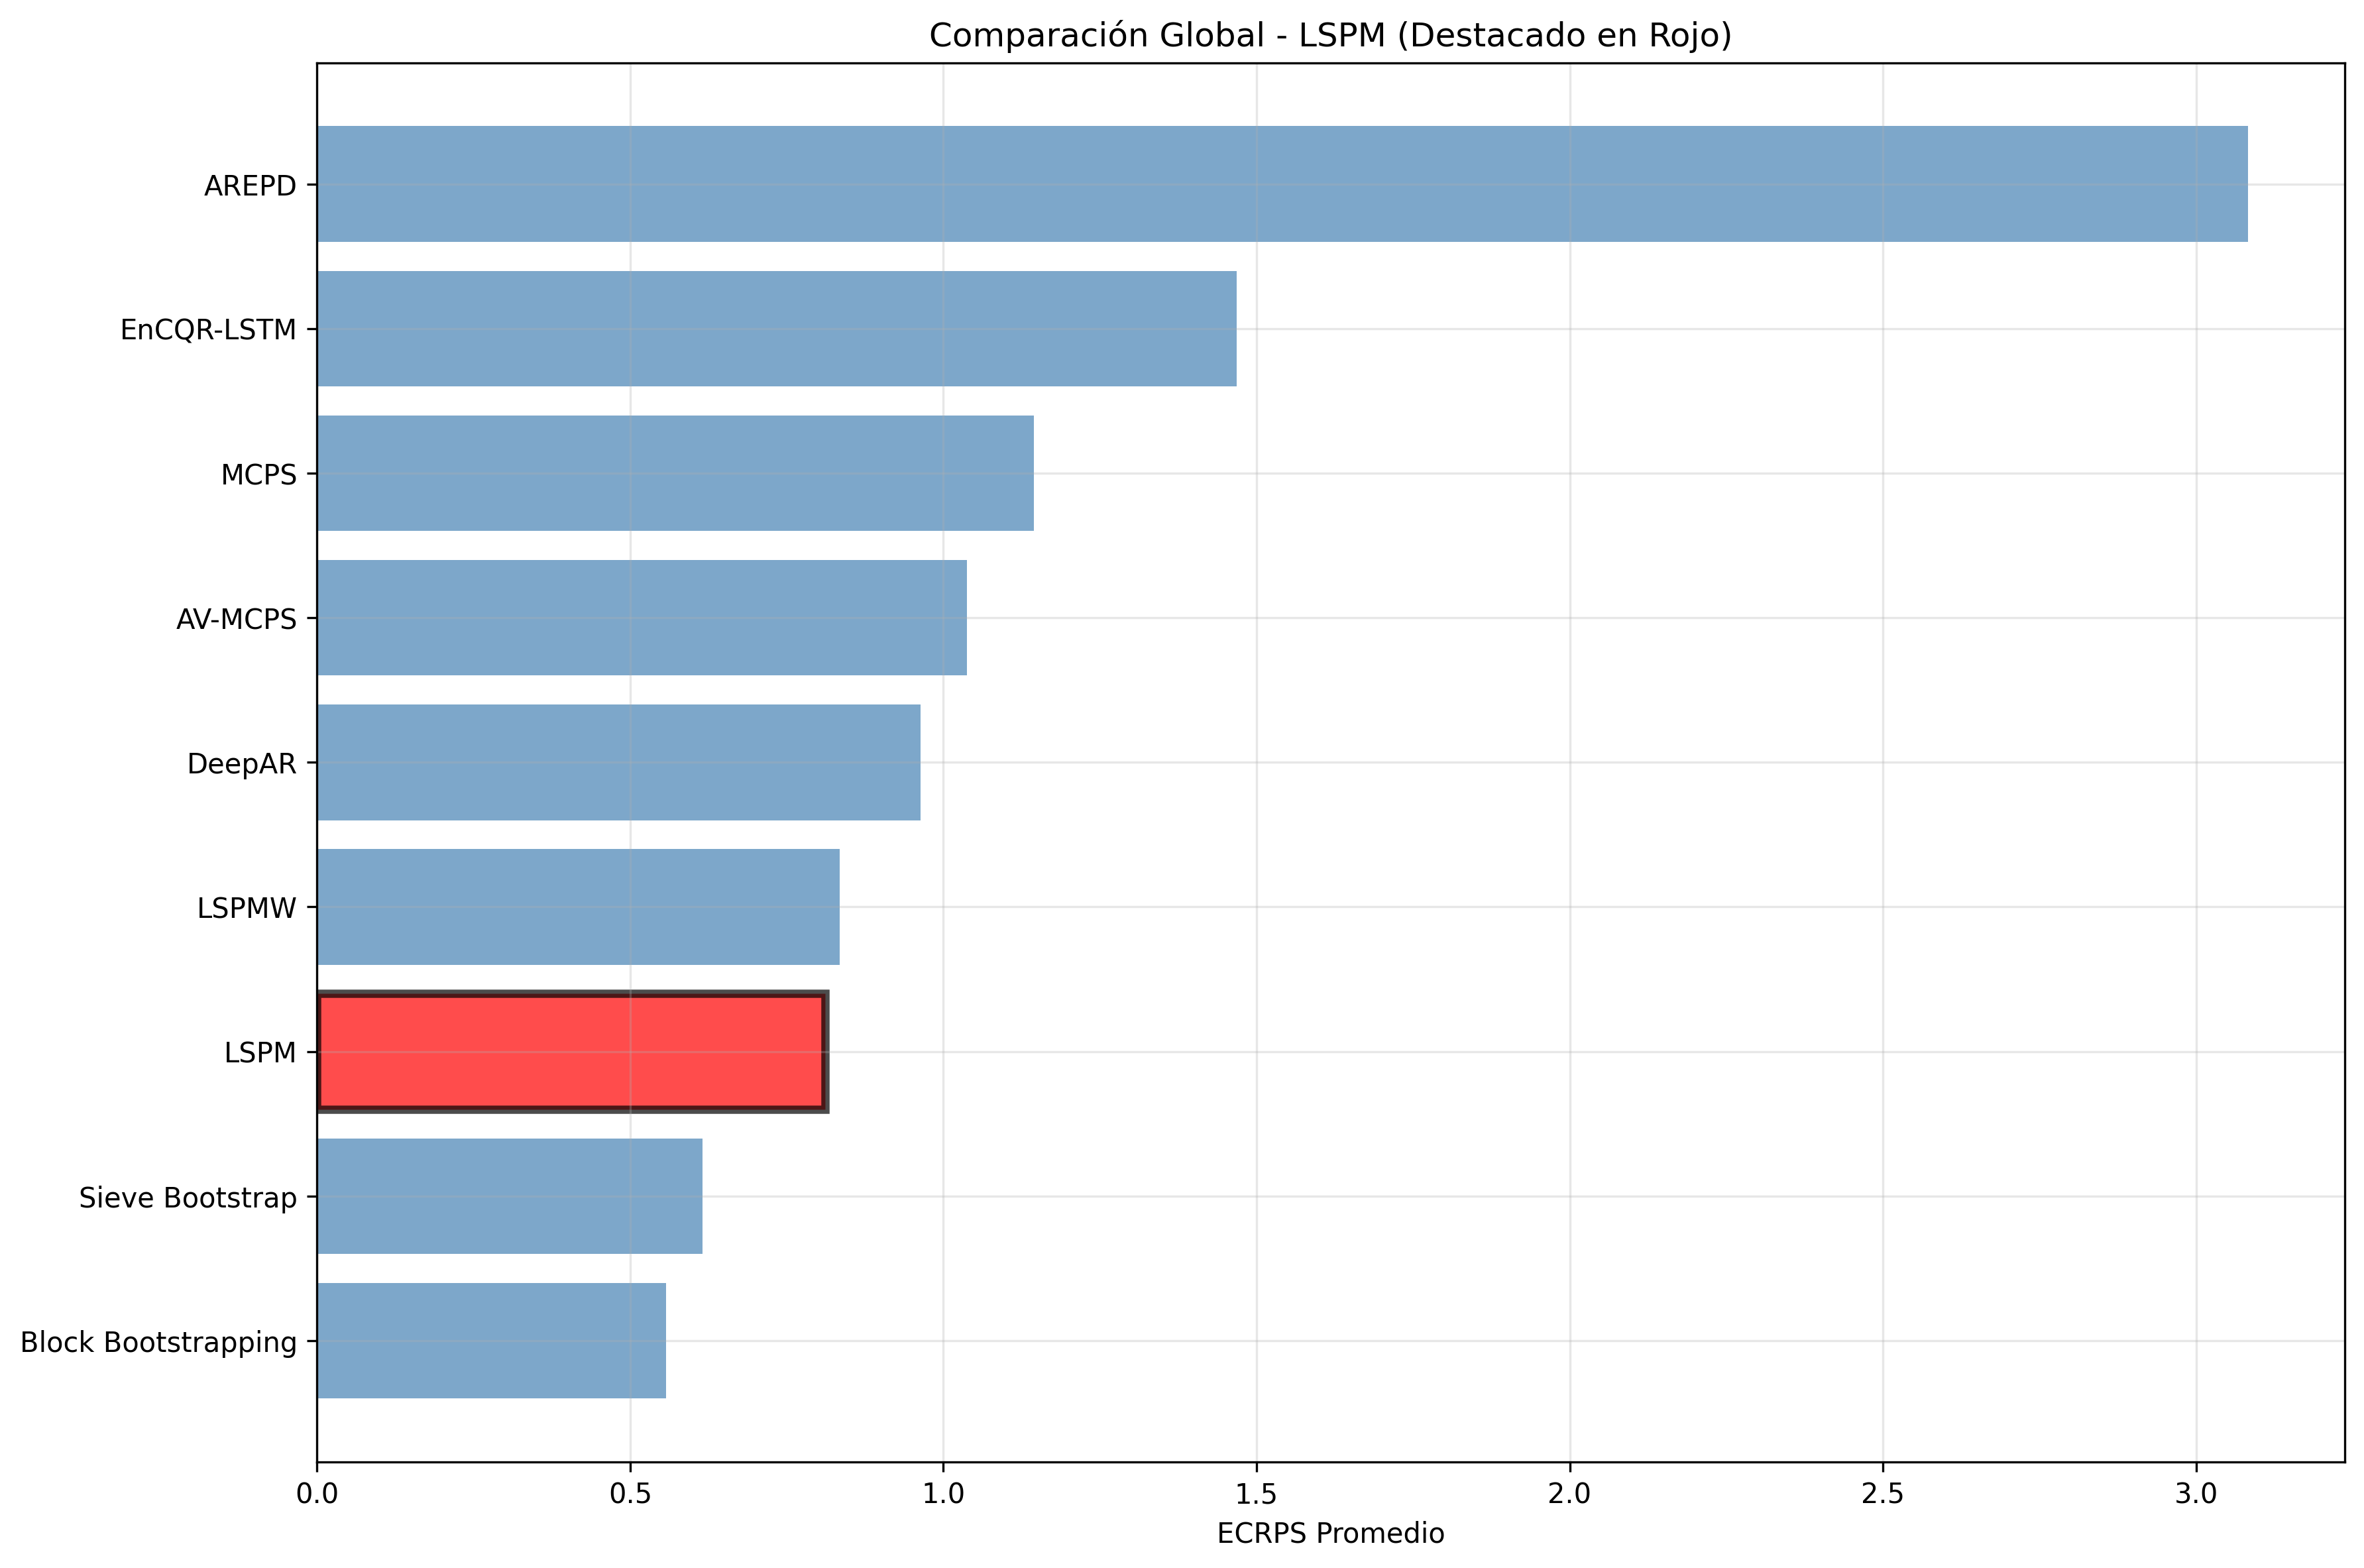 Comparación Global - LSPM (Destacado en Rojo)
AREPD
EnCQR-LSTM
MCPS
AV-MCPS
DeepAR
LSPMW
LSPM
Sieve Bootstrap
Block Bootstrapping
0.0 0.5 1.0 1.5 2.0 2.5 3.0
ECRPS Promedio